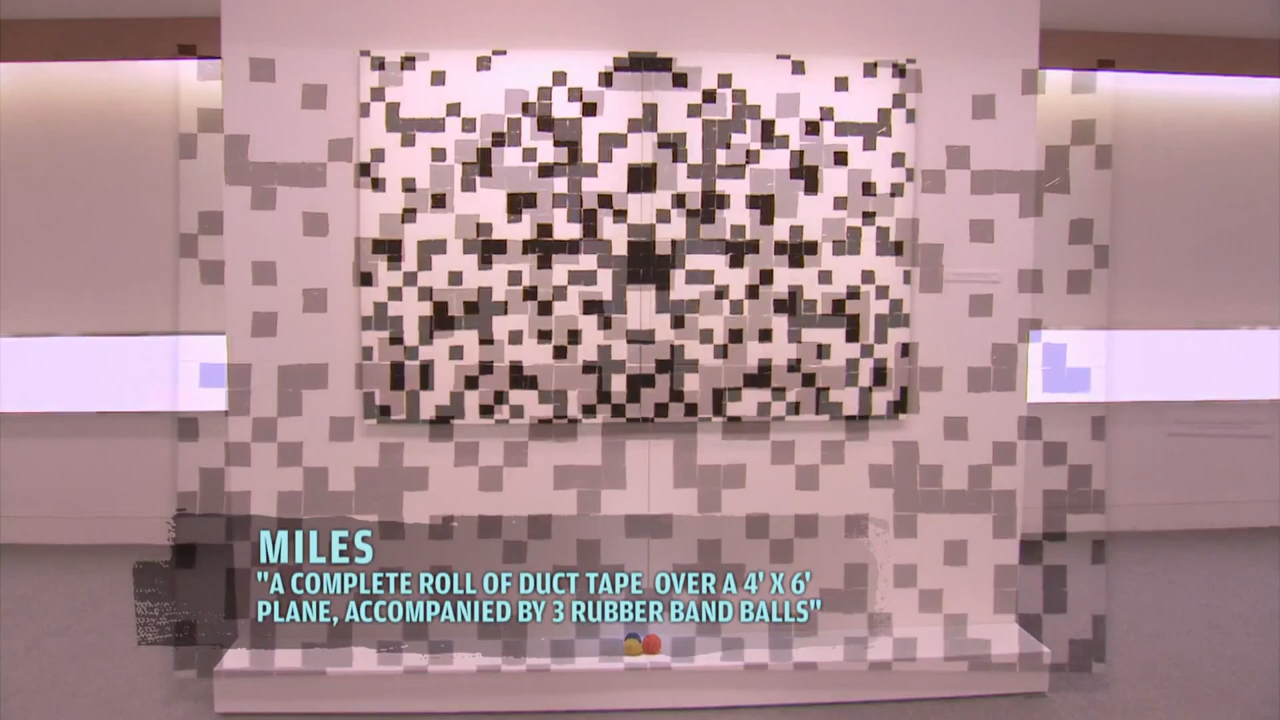 MILES
"A COMPLETE ROLL OF DUCT TAPE OVER A 4' X 6'
PLANE, ACCOMPANIED BY 3 RUBBER BAND BALLS"